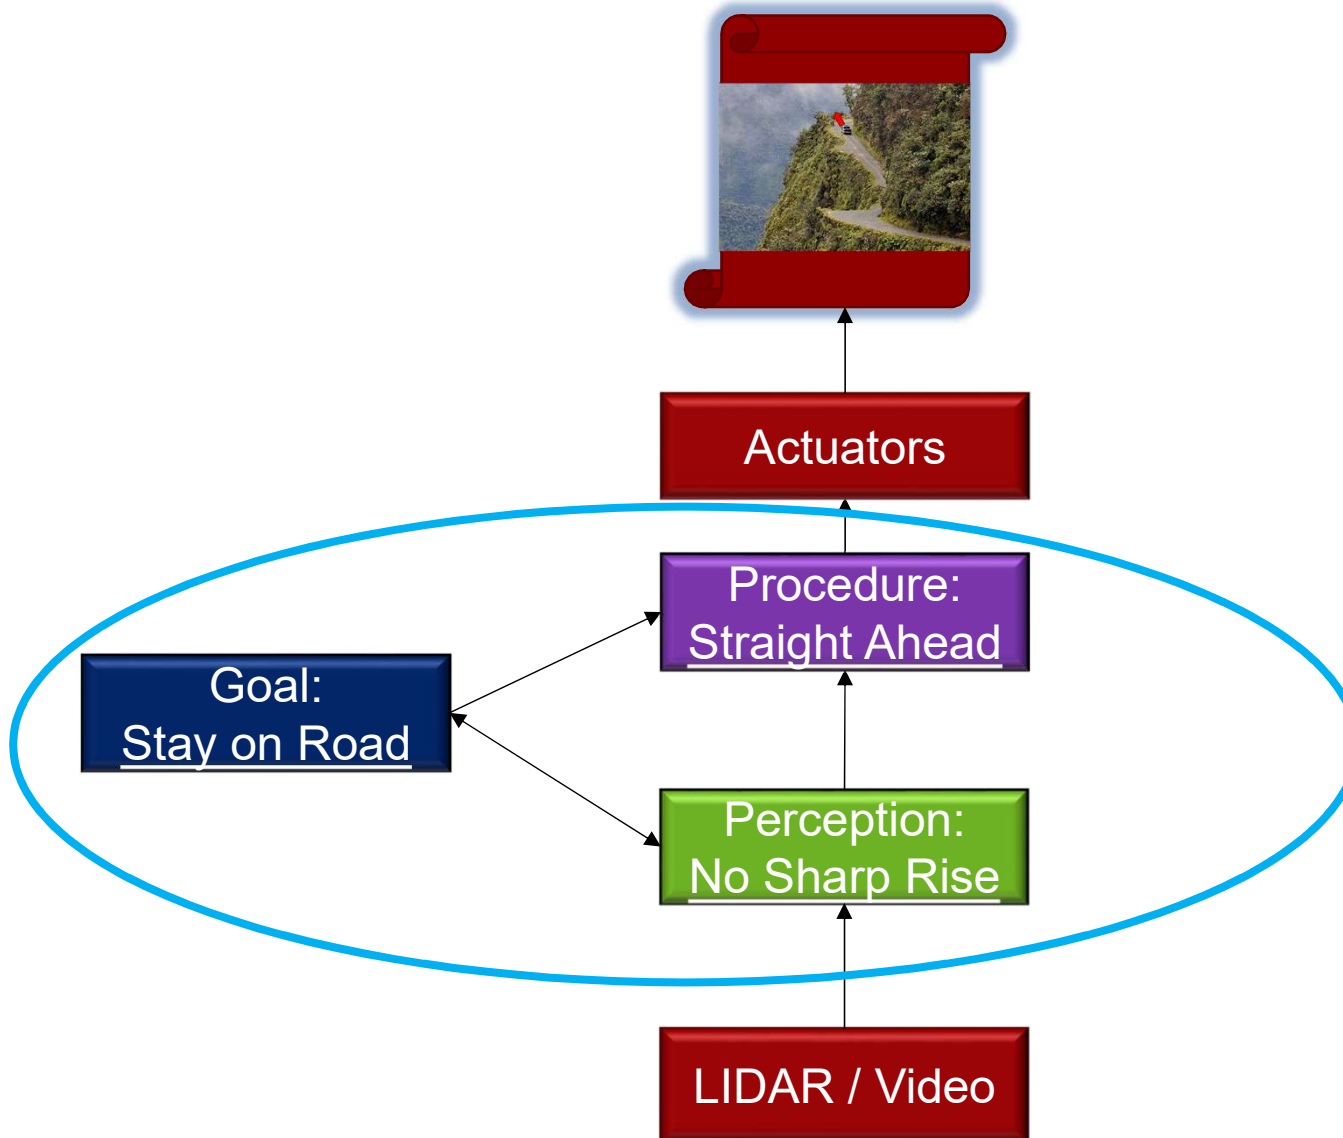 Actuators
Procedure:
Straight Ahead
Goal:
Stay on Road
Perception:
No Sharp Rise
LIDAR / Video